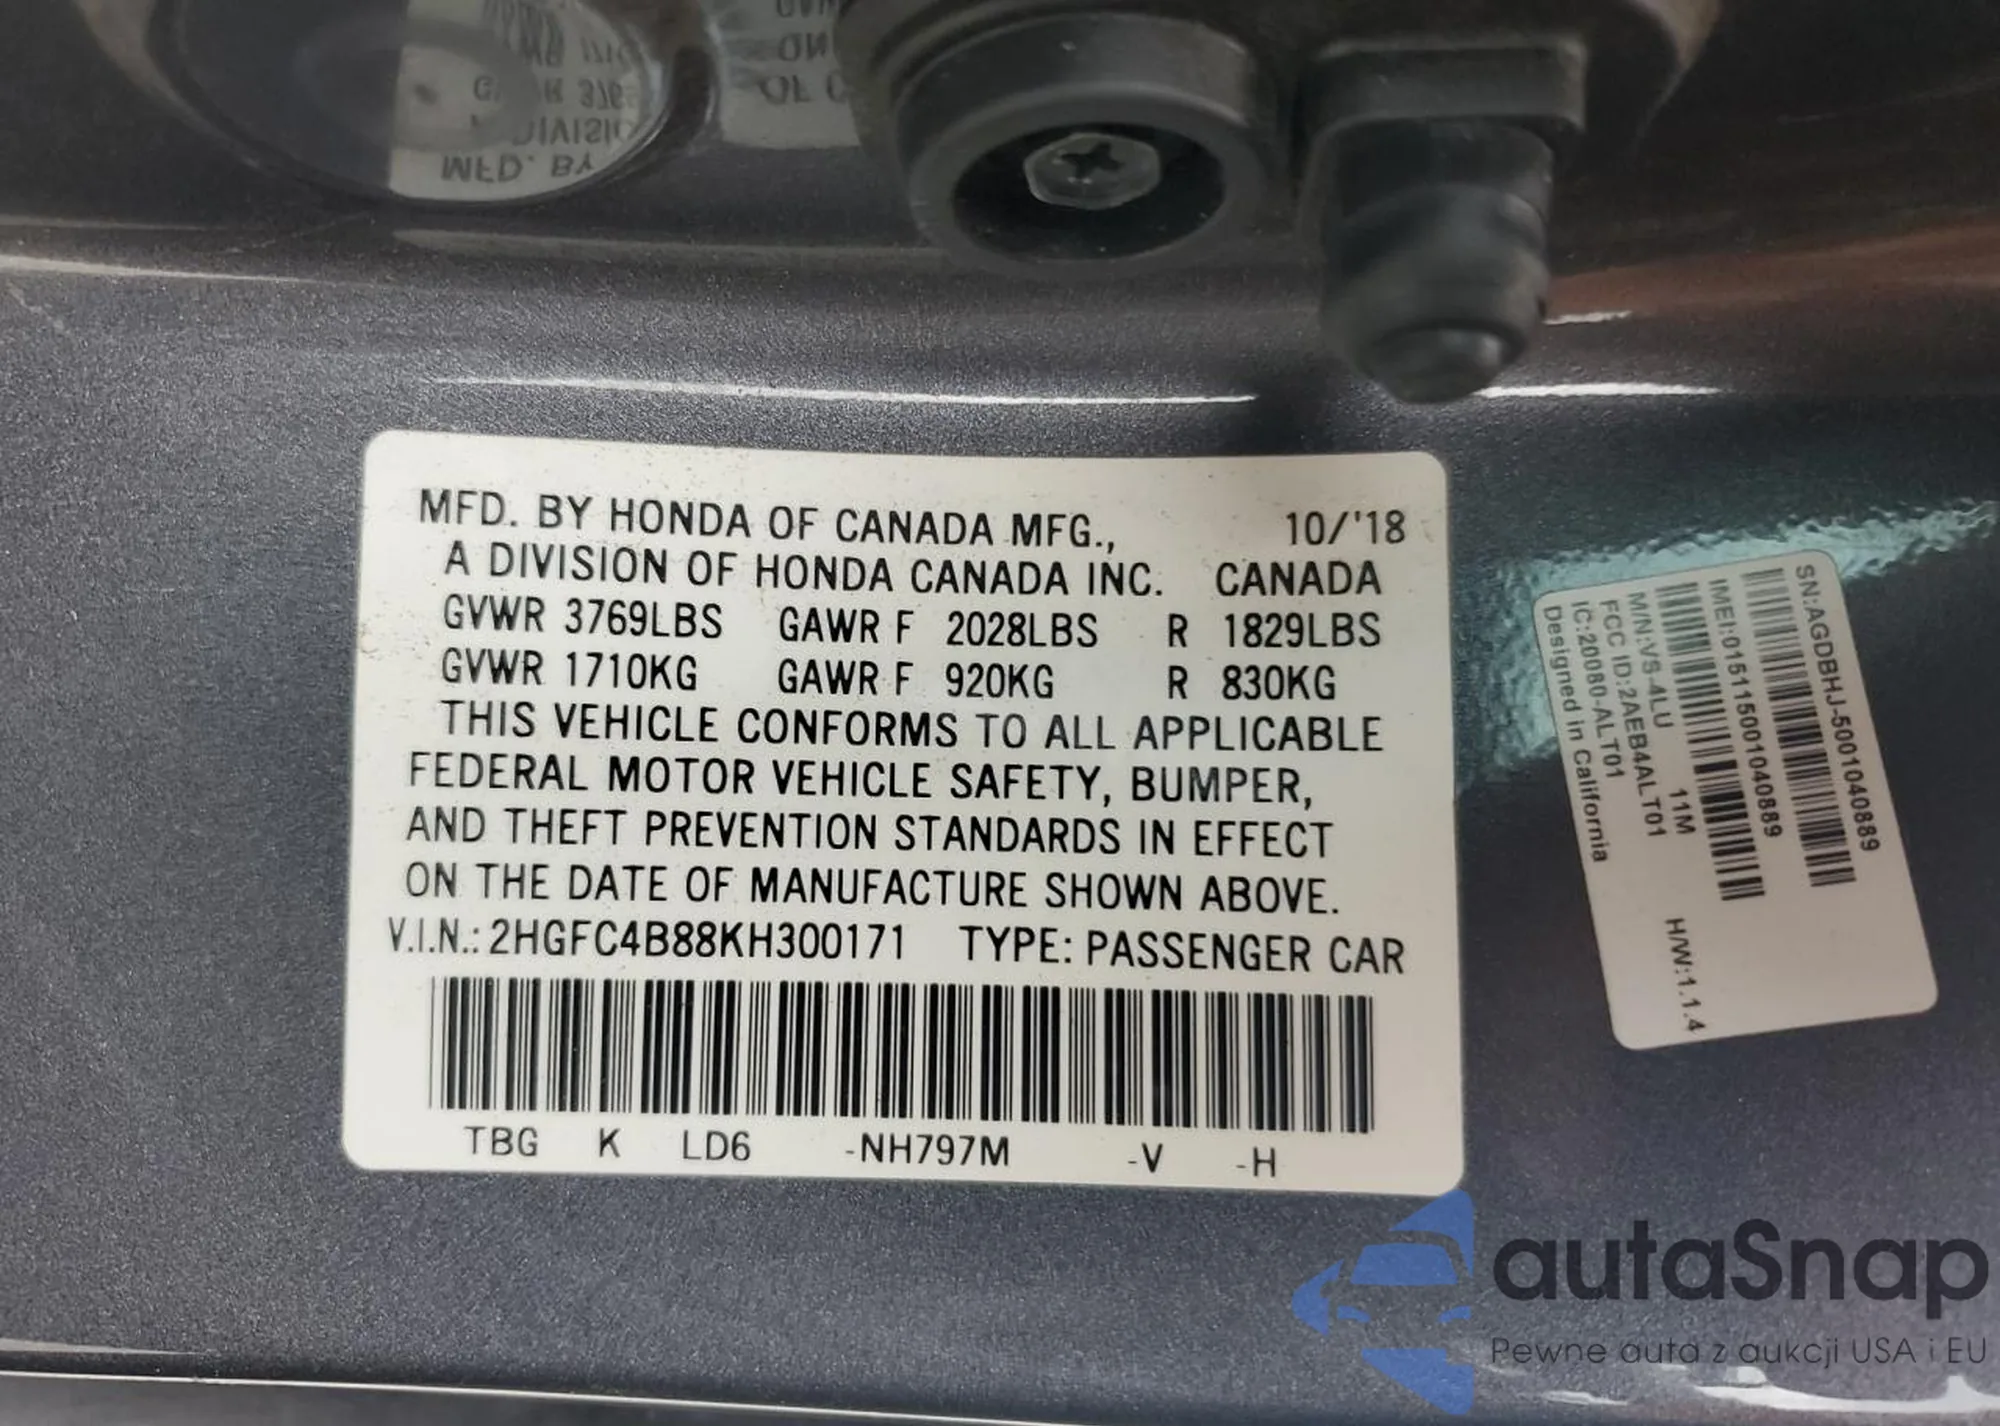 MFD. BY HONDA OF CANADA MFG., 10/'18
A DIVISION OF HONDA CANADA INC. CANADA
GVWR 3769LBS GAWR F 2028LBS R 1829LBS
GVWR 1710KG GAWR F 920KG R 830KG
THIS VEHICLE CONFORMS TO ALL APPLICABLE
FEDERAL MOTOR VEHICLE SAFETY, BUMPER,
AND THEFT PREVENTION STANDARDS IN EFFECT
ON THE DATE OF MANUFACTURE SHOWN ABOVE.
V.I.N.: 2HGFC4B88KH300171 TYPE: PASSENGER CAR
TBG K LD6 -NH797M -V -H
SN:AGDBHJ-5001040889
IMEI:015115001040889
MN:VS-4LU 11M H/W:1.1.4
FCC ID:2AEB4ALT01
IC:20080-ALT01
Designed in California
autaSnap
Pewne auta z aukcji USA i EU